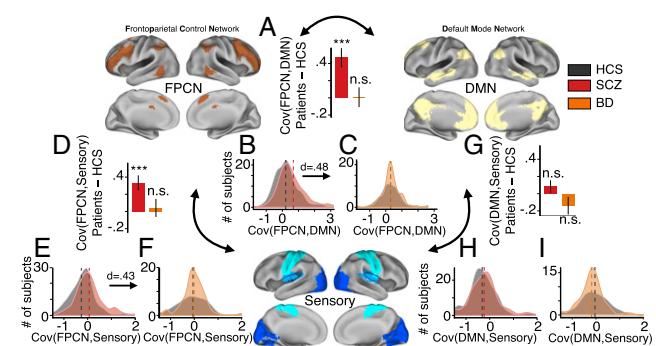 Frontoparietal Control Network
A
Default Mode Network
FPCN
DMN
Cov(FPCN,DMN)
Patients – HCS
.4
-.2
***
n.s.
HCS
SCZ
BD
D
Cov(FPCN,Sensory)
Patients – HCS
.4
-.2
***
n.s.
B
# of subjects
20
0
d=.48
-1 0 3
Cov(FPCN,DMN)
C
20
0
-1 0 3
Cov(FPCN,DMN)
G
Cov(DMN,Sensory)
Patients – HCS
.4
-.2
n.s.
n.s.
E
# of subjects
30
0
d=.43
-1 0 2
Cov(FPCN,Sensory)
F
20
0
-1 0 2
Cov(FPCN,Sensory)
Sensory
H
# of subjects
20
0
-1 0 2
Cov(DMN,Sensory)
I
15
0
-1 0 2
Cov(DMN,Sensory)